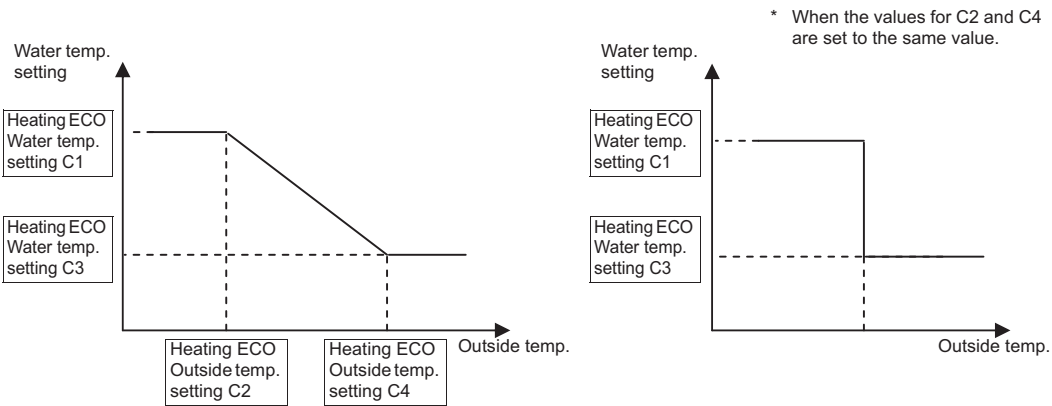 * When the values for C2 and C4
are set to the same value.
Water temp.
setting
Heating ECO
Water temp.
setting C1
Heating ECO
Water temp.
setting C3
Heating ECO
Outside temp.
setting C2
Heating ECO
Outside temp.
setting C4
Outside temp.
Water temp.
setting
Heating ECO
Water temp.
setting C1
Heating ECO
Water temp.
setting C3
Outside temp.